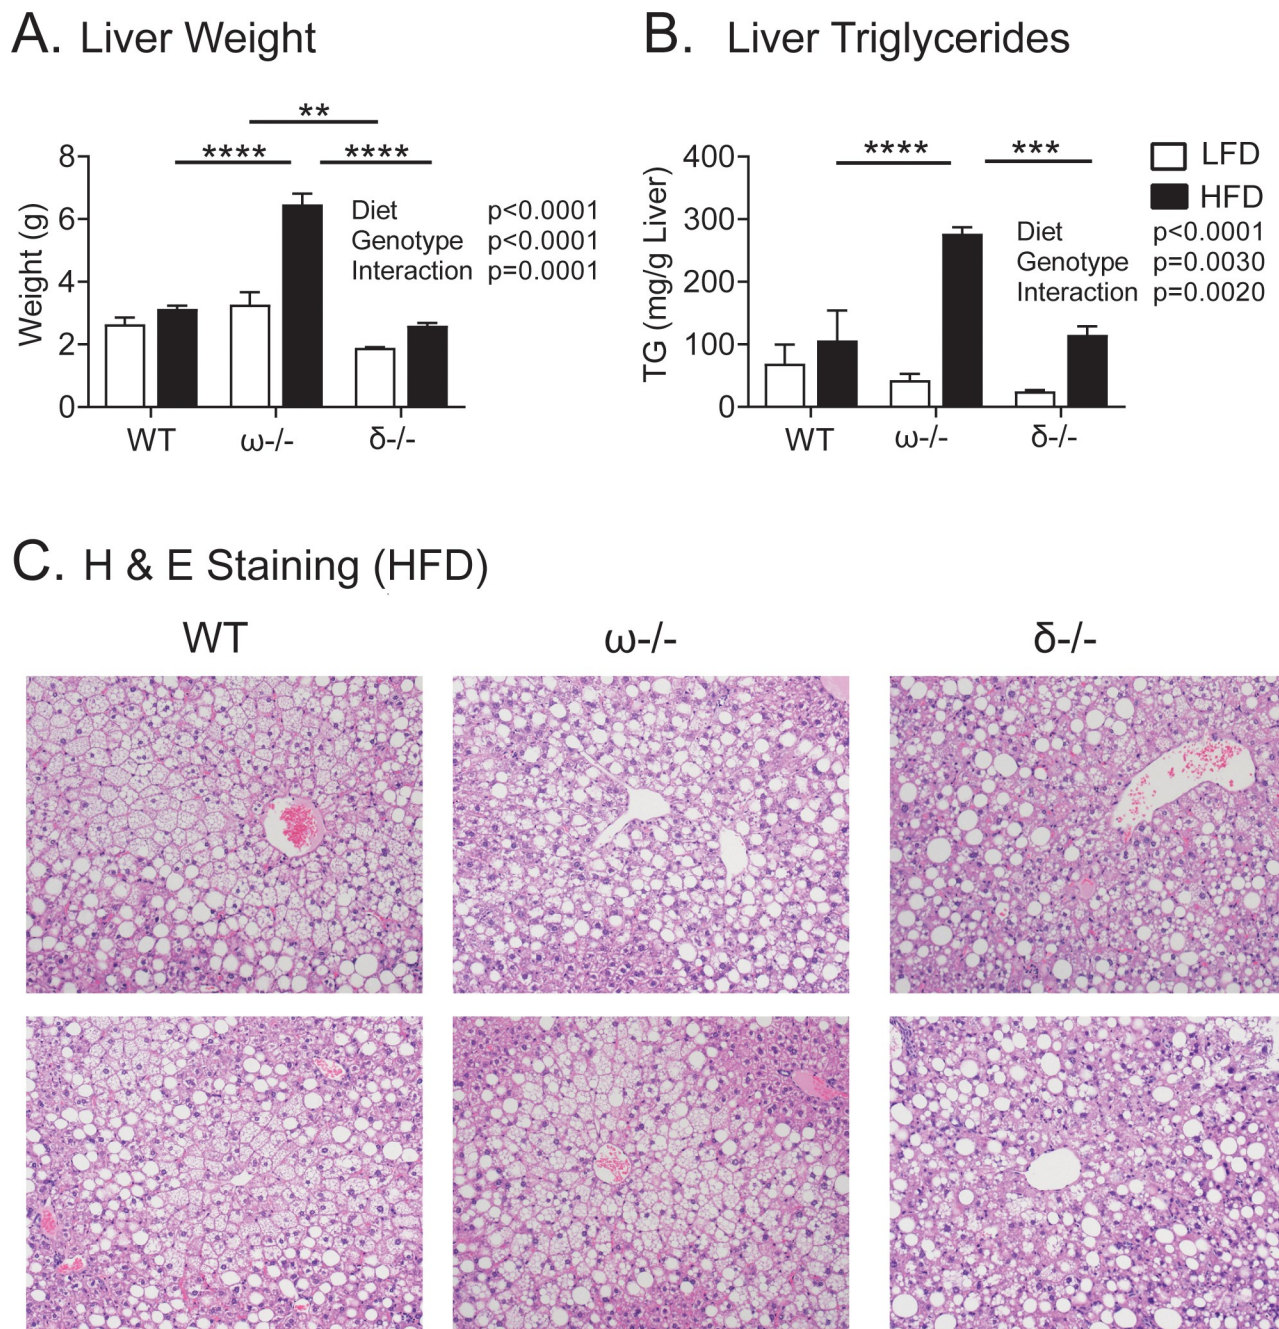 A. Liver Weight
**
**** ****
8
6
4
2
0
Weight (g)
Diet p<0.0001
Genotype p<0.0001
Interaction p=0.0001
WT ω-/- δ-/-
B. Liver Triglycerides
**** ***
400
300
200
100
0
TG (mg/g Liver)
LFD
HFD
Diet p<0.0001
Genotype p=0.0030
Interaction p=0.0020
WT ω-/- δ-/-
C. H & E Staining (HFD)
WT ω-/- δ-/-